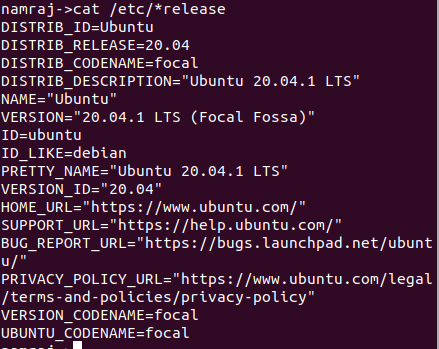 namraj->cat /etc/*release
DISTRIB_ID=Ubuntu
DISTRIB_RELEASE=20.04
DISTRIB_CODENAME=focal
DISTRIB_DESCRIPTION="Ubuntu 20.04.1 LTS"
NAME="Ubuntu"
VERSION="20.04.1 LTS (Focal Fossa)"
ID=ubuntu
ID_LIKE=debian
PRETTY_NAME="Ubuntu 20.04.1 LTS"
VERSION_ID="20.04"
HOME_URL="https://www.ubuntu.com/"
SUPPORT_URL="https://help.ubuntu.com/"
BUG_REPORT_URL="https://bugs.launchpad.net/ubunt
u/"
PRIVACY_POLICY_URL="https://www.ubuntu.com/legal
/terms-and-policies/privacy-policy"
VERSION_CODENAME=focal
UBUNTU_CODENAME=focal
namraj->